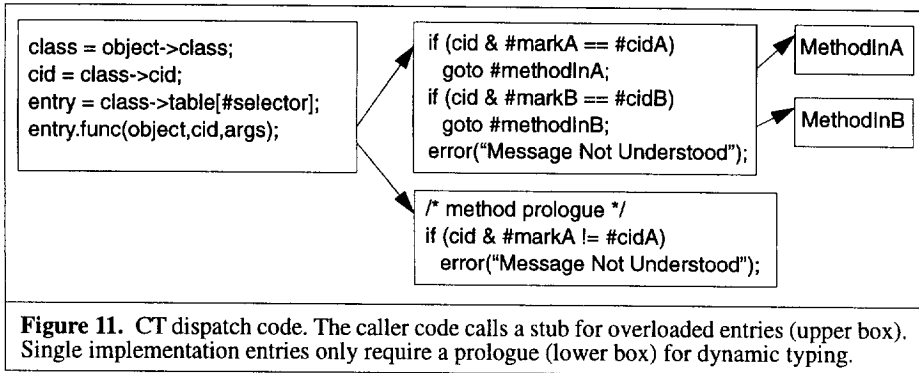 class = object->class;
cid = class->cid;
entry = class->table[#selector];
entry.func(object,cid,args);
if (cid & #markA == #cidA)
goto #methodInA;
if (cid & #markB == #cidB)
goto #methodInB;
error("Message Not Understood");
MethodInA
MethodInB
/* method prologue */
if (cid & #markA != #cidA)
error("Message Not Understood");
Figure 11. CT dispatch code. The caller code calls a stub for overloaded entries (upper box).
Single implementation entries only require a prologue (lower box) for dynamic typing.